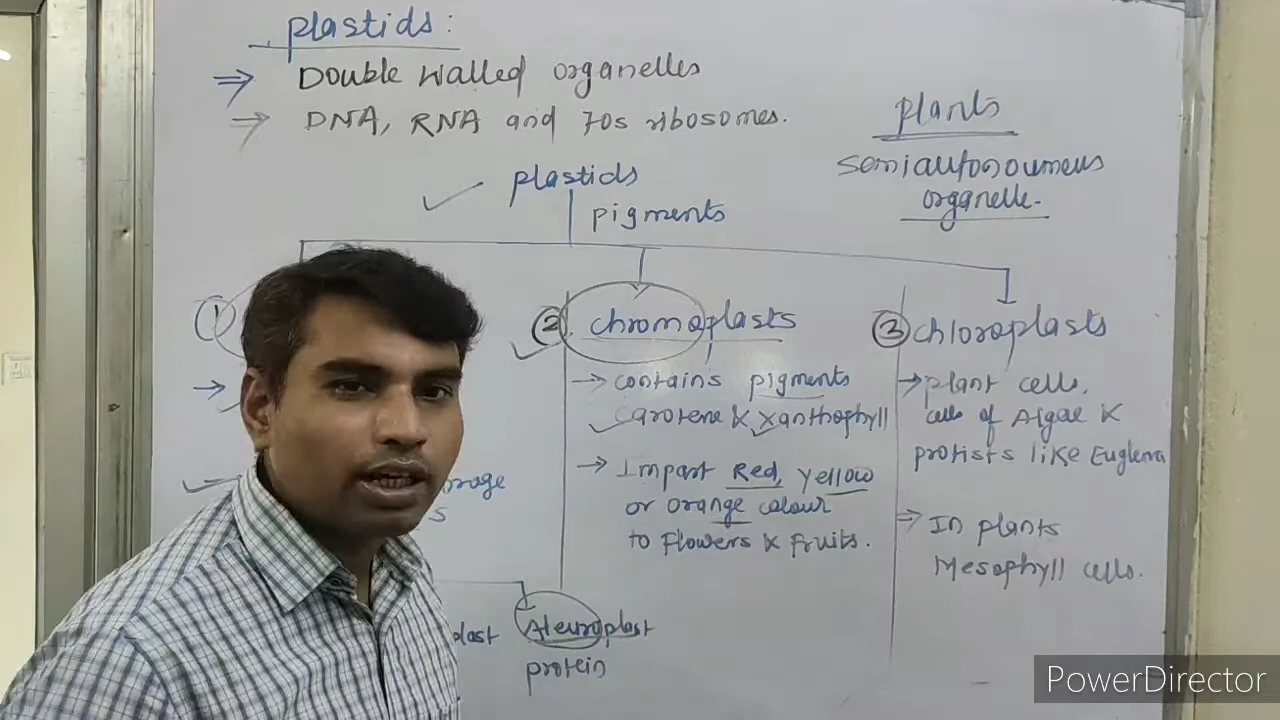 plastids:
⇒ Double walled organelles
⇒ DNA, RNA and 70s ribosomes.
plants
semiautonoumeus
organelle.
plastids
pigments
①
② chromoplasts
→ contains pigments
carotene & xanthophyll
→ Impart Red, yellow
or orange colour
to flowers & fruits.
③ chloroplasts
→ plant cells.
cells of Algae &
protists like Euglena
⇒ In plants
Mesophyll cells.
Aleuroplast
protein
PowerDirector